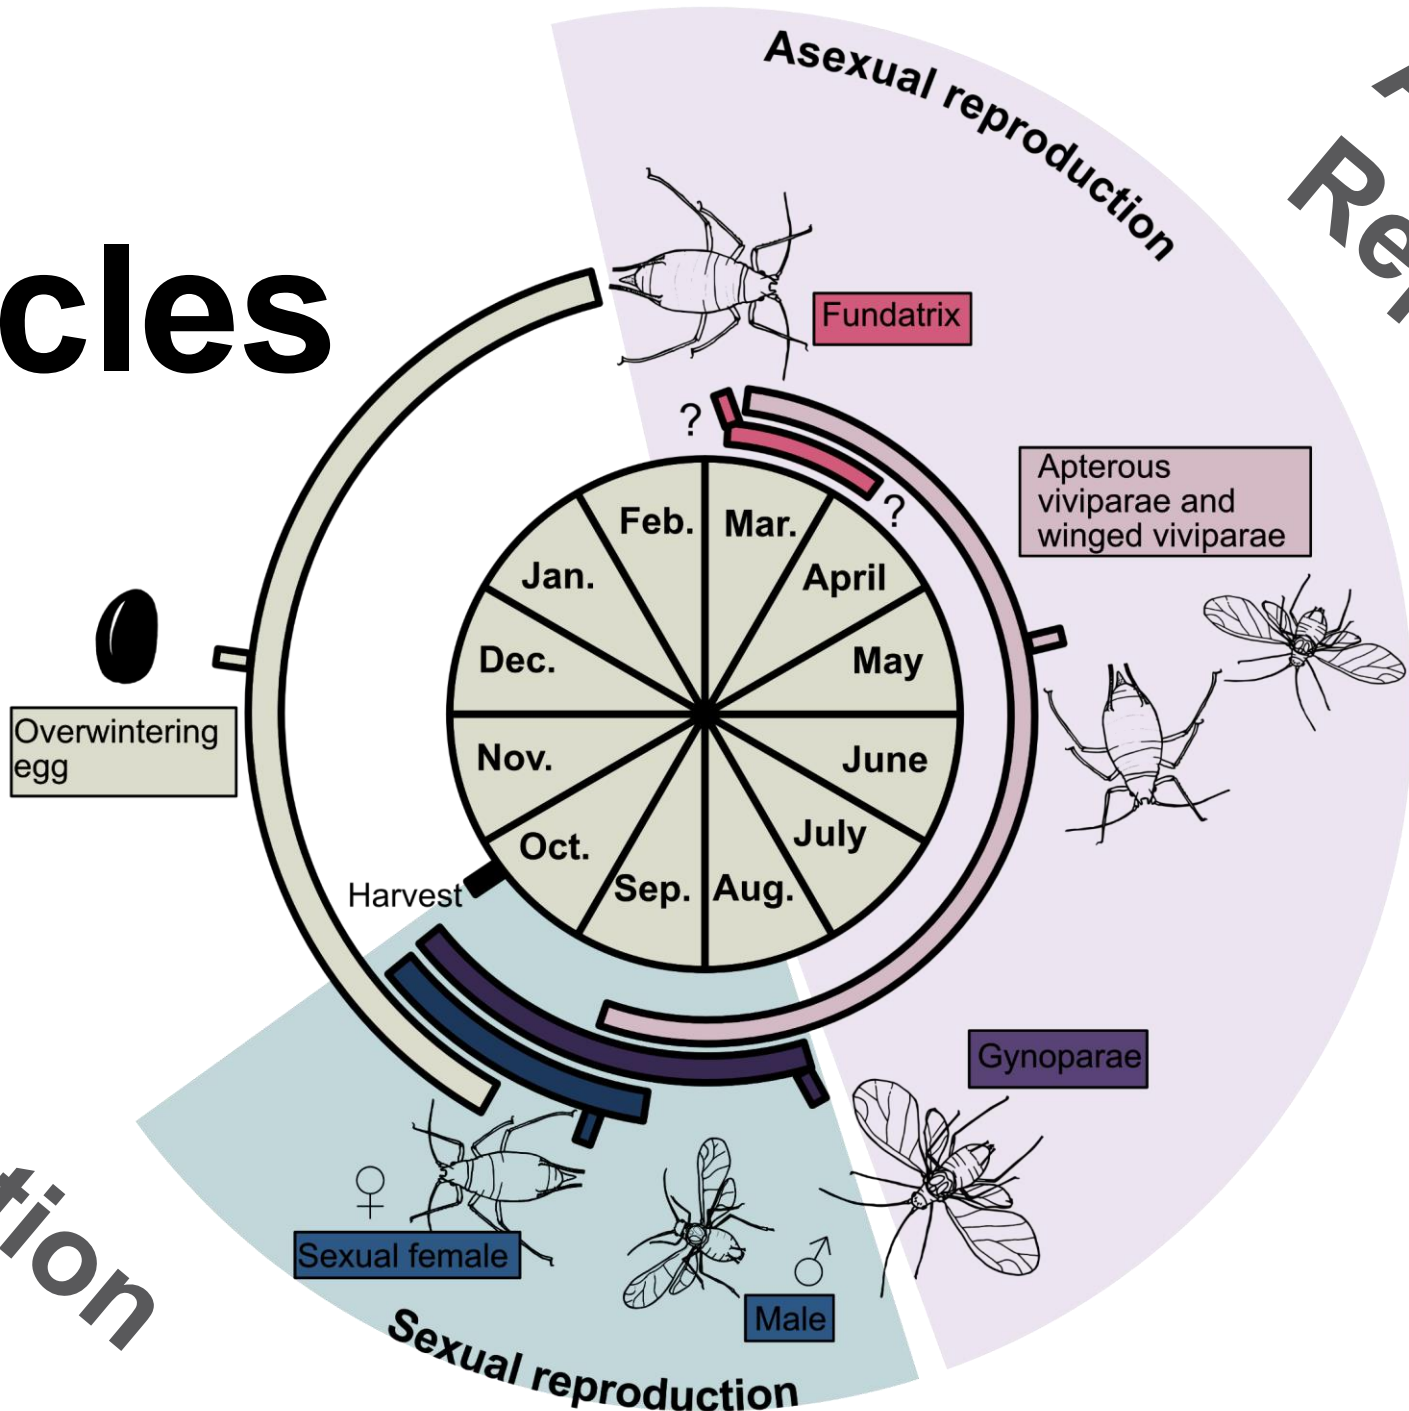 Asexual reproduction
cles
Fundatrix
?
?
Apterous
viviparae and
winged viviparae
Feb.
Mar.
Jan.
April
Dec.
May
Nov.
June
Oct.
July
Sep.
Aug.
Overwintering
egg
Harvest
Gynoparae
♀
Sexual female
♂
Male
Sexual reproduction
tion